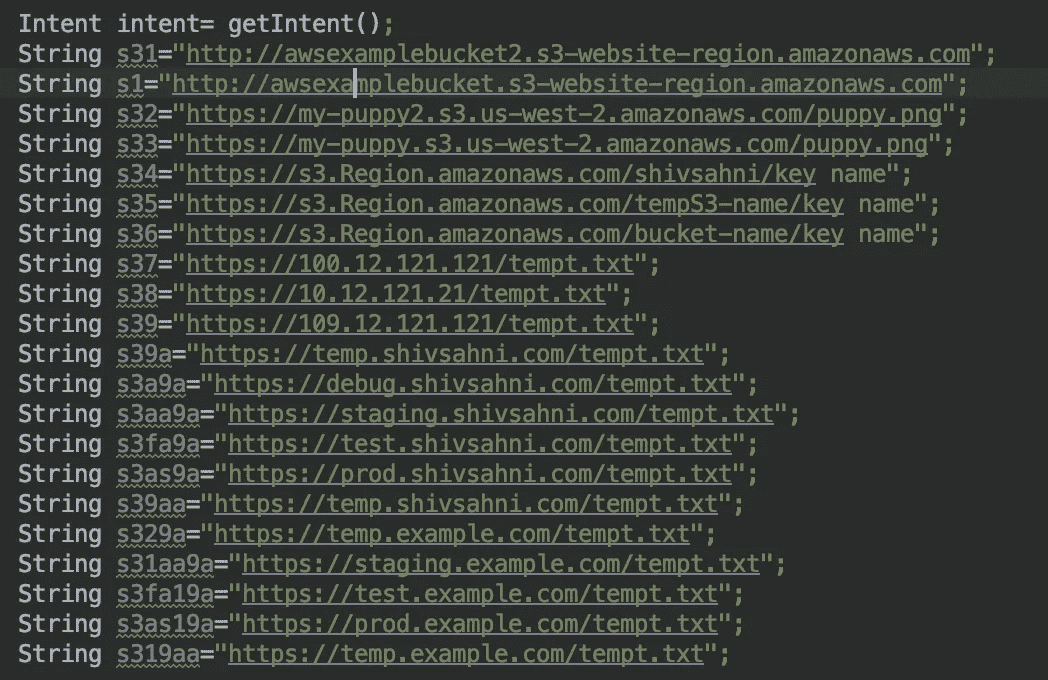 Intent intent= getIntent();
String s31="http://awsexamplebucket2.s3-website-region.amazonaws.com";
String s1="http://awsexamplebucket.s3-website-region.amazonaws.com";
String s32="https://my-puppy2.s3.us-west-2.amazonaws.com/puppy.png";
String s33="https://my-puppy.s3.us-west-2.amazonaws.com/puppy.png";
String s34="https://s3.Region.amazonaws.com/shivsahni/key name";
String s35="https://s3.Region.amazonaws.com/tempS3-name/key name";
String s36="https://s3.Region.amazonaws.com/bucket-name/key name";
String s37="https://100.12.121.121/tempt.txt";
String s38="https://10.12.121.21/tempt.txt";
String s39="https://109.12.121.121/tempt.txt";
String s39a="https://temp.shivsahni.com/tempt.txt";
String s3a9a="https://debug.shivsahni.com/tempt.txt";
String s3aa9a="https://staging.shivsahni.com/tempt.txt";
String s3fa9a="https://test.shivsahni.com/tempt.txt";
String s3as9a="https://prod.shivsahni.com/tempt.txt";
String s39aa="https://temp.shivsahni.com/tempt.txt";
String s329a="https://temp.example.com/tempt.txt";
String s31aa9a="https://staging.example.com/tempt.txt";
String s3fa19a="https://test.example.com/tempt.txt";
String s3as19a="https://prod.example.com/tempt.txt";
String s319aa="https://temp.example.com/tempt.txt";